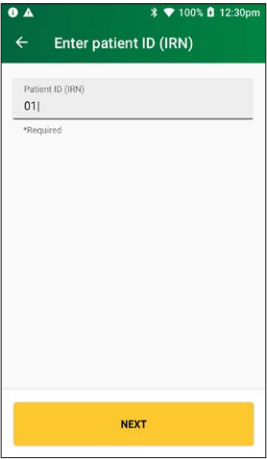 100% 12:30pm
Enter patient ID (IRN)
Patient ID (IRN)
01
*Required
NEXT